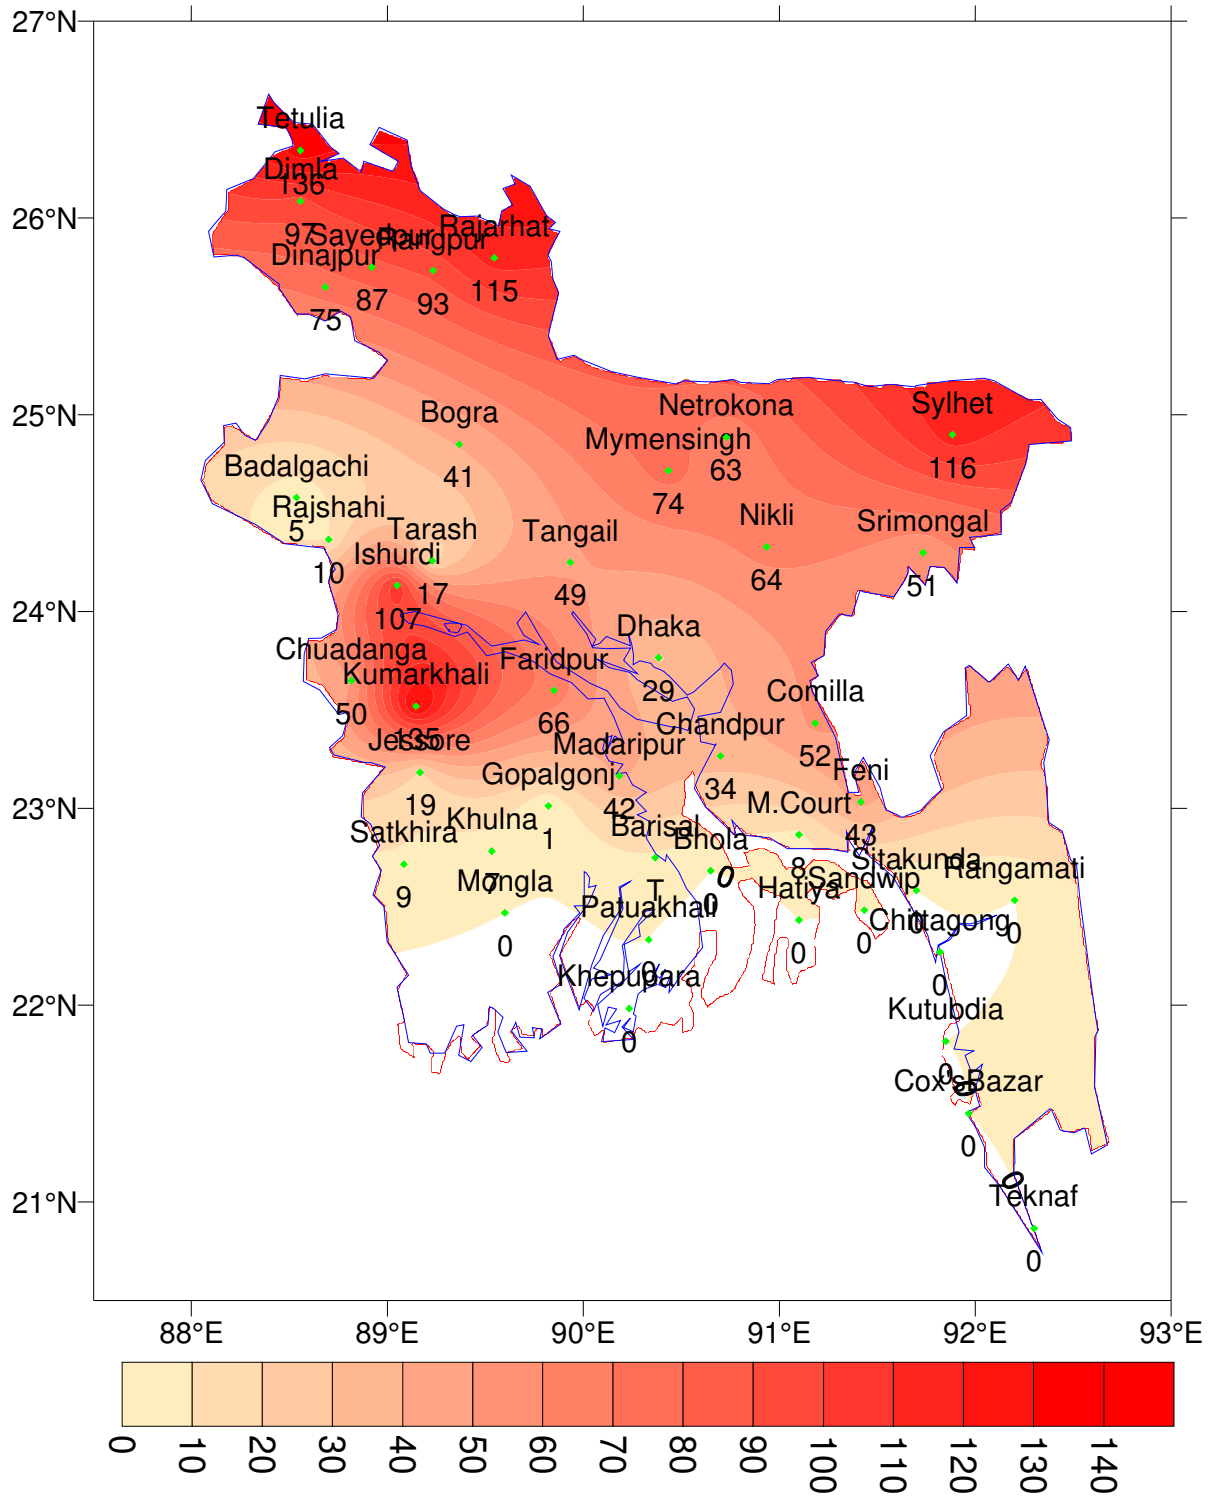 27°N
Tetulia
Dimla
136
26°N
97
Sayedpur
Rangpur
Rajarhat
Dinajpur
87
93
115
75
25°N
Bogra
Netrokona
Sylhet
Mymensingh
41
63
116
Badalgachi
Rajshahi
5
Tarash
Tangail
74
Nikli
Srimongal
Ishurdi
10
17
49
64
51
24°N
107
Dhaka
Chuadanga
Kumarkhali
Faridpur
29
Comilla
50
66
Chandpur
135
Jessore
Madaripur
52
Feni
Gopalgonj
34
19
42
M.Court
23°N
Khulna
1
Barisal
43
Satkhira
Bhola
Sitakunda
Rangamati
9
7
Mongla
T
0
0
8
Hatiya
Sandwip
Patuakhali
0
0
Chittagong
0
0
0
0
Khepupara
0
22°N
Kutubdia
0
0
Cox'sBazar
0
0
0
21°N
Teknaf
0
88°E 89°E 90°E 91°E 92°E 93°E
0 10 20 30 40 50 60 70 80 90 100 110 120 130 140